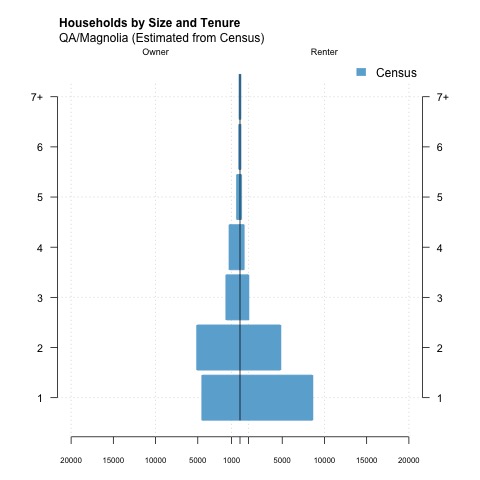 Households by Size and Tenure
QA/Magnolia (Estimated from Census)
Owner Renter
Census
7+ 7+
6 6
5 5
4 4
3 3
2 2
1 1
20000 15000 10000 5000 1000 5000 10000 15000 20000